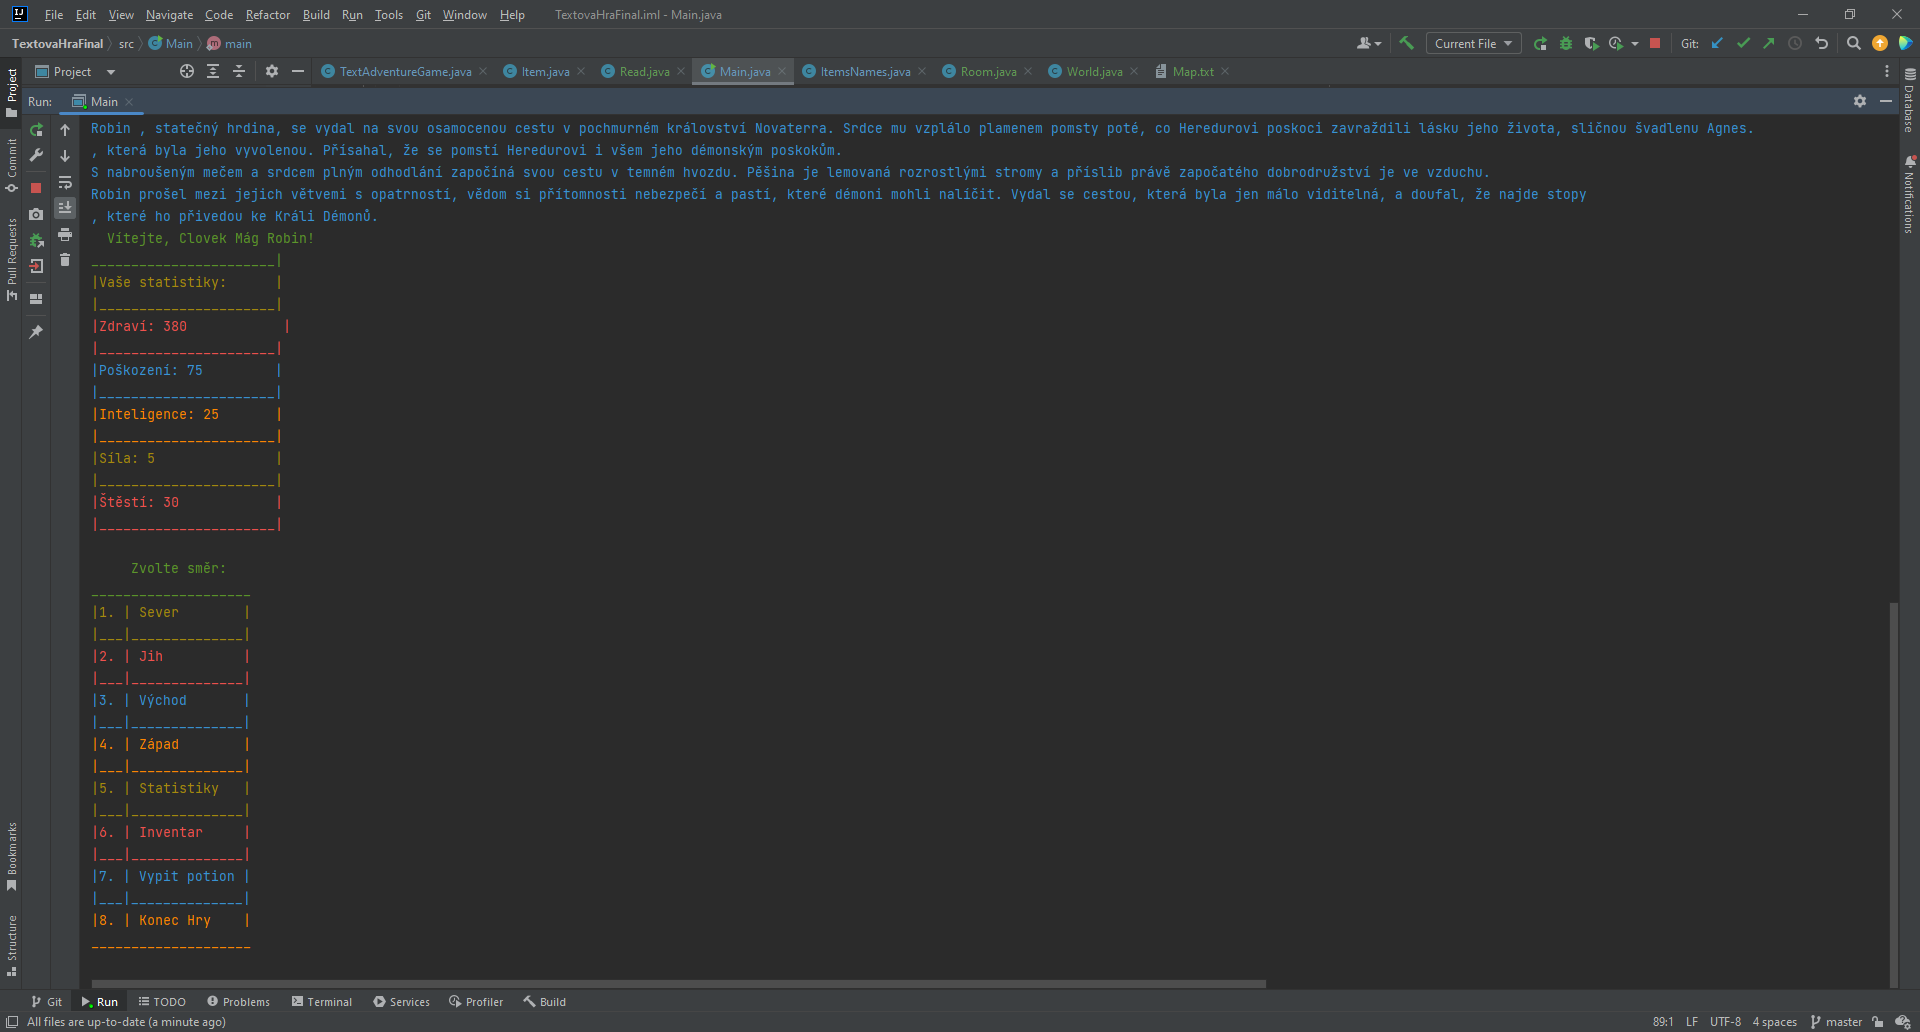 File Edit View Navigate Code Refactor Build Run Tools Git Window Help TextovaHraFinal.iml - Main.java
TextovaHraFinal src Main main Current File Git:
Project TextAdventureGame.java Item.java Read.java Main.java ItemsNames.java Room.java World.java Map.txt
Run: Main
Robin , statečný hrdina, se vydal na svou osamocenou cestu v pochmurném království Novaterra. Srdce mu vzplálo plamenem pomsty poté, co Heredurovi poskoci zavraždili lásku jeho života, sličnou švadlenu Agnes.
, která byla jeho vyvolenou. Přísahal, že se pomstí Heredurovi i všem jeho démonským poskokům.
S nabroušeným mečem a srdcem plným odhodlání započíná svou cestu v temném hvozdu. Pěšina je lemovaná rozrostlými stromy a příslib právě započatého dobrodružství je ve vzduchu.
Robin prošel mezi jejich větvemi s opatrností, vědom si přítomnosti nebezpečí a pastí, které démoni mohli nalíčit. Vydal se cestou, která byla jen málo viditelná, a doufal, že najde stopy
, které ho přivedou ke Králi Démonů.
Vítejte, Clovek Mág Robin!
_______________________|
|Vaše statistiky: |
|______________________|
|Zdraví: 380 |
|______________________|
|Poškození: 75 |
|______________________|
|Inteligence: 25 |
|______________________|
|Síla: 5 |
|______________________|
|Štěstí: 30 |
|______________________|
Zvolte směr:
____________________
|1. | Sever |
|___|______________|
|2. | Jih |
|___|______________|
|3. | Východ |
|___|______________|
|4. | Západ |
|___|______________|
|5. | Statistiky |
|___|______________|
|6. | Inventar |
|___|______________|
|7. | Vypit potion |
|___|______________|
|8. | Konec Hry |
____________________
Project
Commit
Pull Requests
Bookmarks
Structure
Database
Notifications
Git Run TODO Problems Terminal Services Profiler Build
All files are up-to-date (a minute ago) 89:1 LF UTF-8 4 spaces master